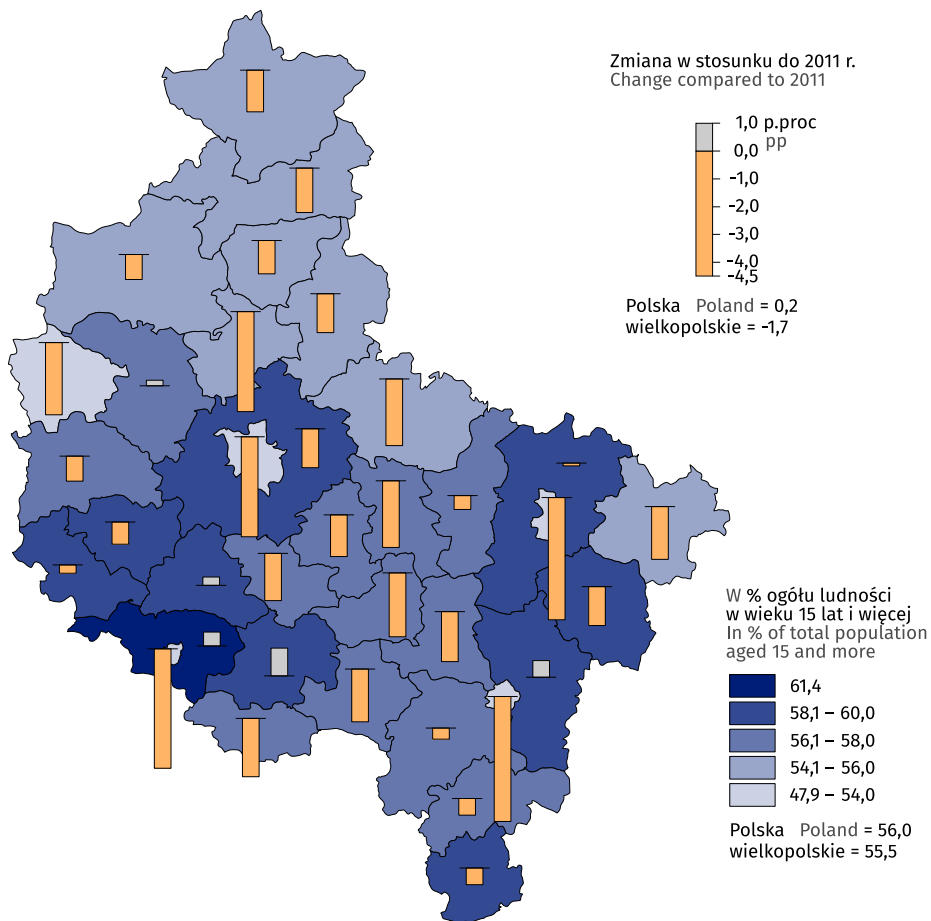 Zmiana w stosunku do 2011 r.
Change compared to 2011
1,0 p.proc
pp
0,0
-1,0
-2,0
-3,0
-4,0
-4,5
Polska Poland = 0,2
wielkopolskie = -1,7
W % ogółu ludności
w wieku 15 lat i więcej
In % of total population
aged 15 and more
61,4
58,1 – 60,0
56,1 – 58,0
54,1 – 56,0
47,9 – 54,0
Polska Poland = 56,0
wielkopolskie = 55,5